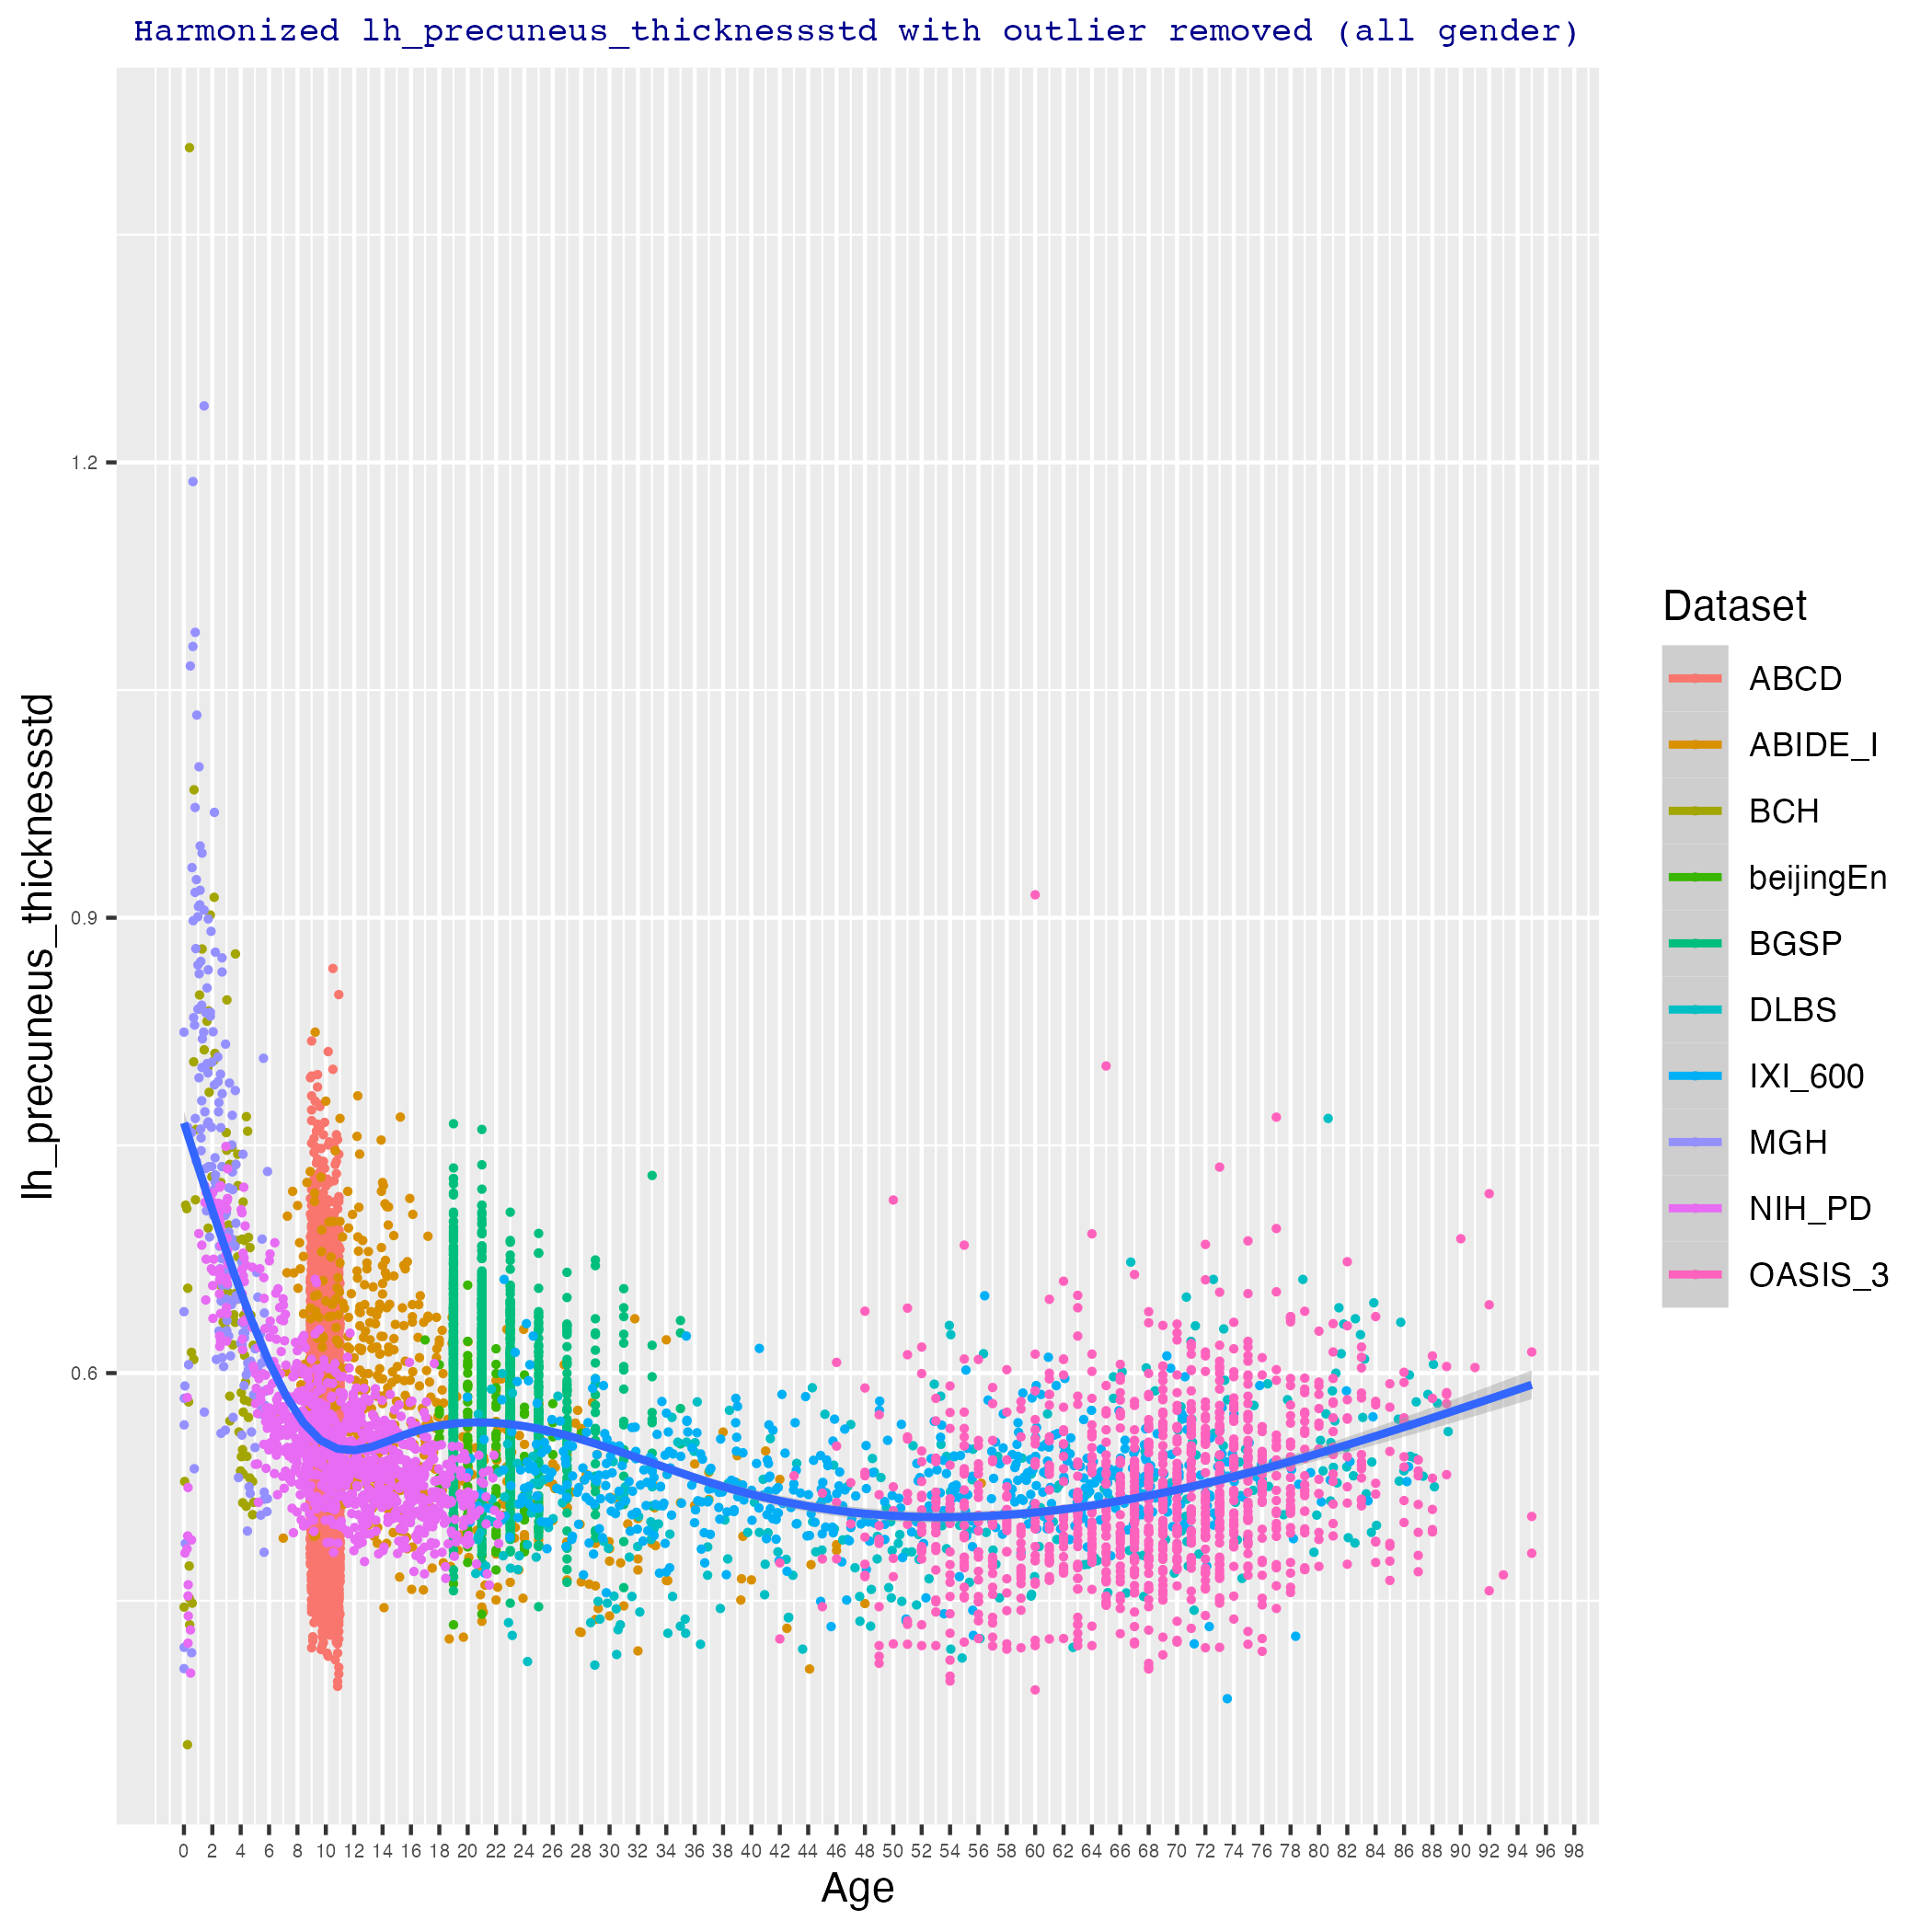 Harmonized lh_precuneus_thicknessstd with outlier removed (all gender)
lh_precuneus_thicknessstd
1.2
0.9
0.6
0 2 4 6 8 10 12 14 16 18 20 22 24 26 28 30 32 34 36 38 40 42 44 46 48 50 52 54 56 58 60 62 64 66 68 70 72 74 76 78 80 82 84 86 88 90 92 94 96 98
Age
Dataset
ABCD
ABIDE_I
BCH
beijingEn
BGSP
DLBS
IXI_600
MGH
NIH_PD
OASIS_3